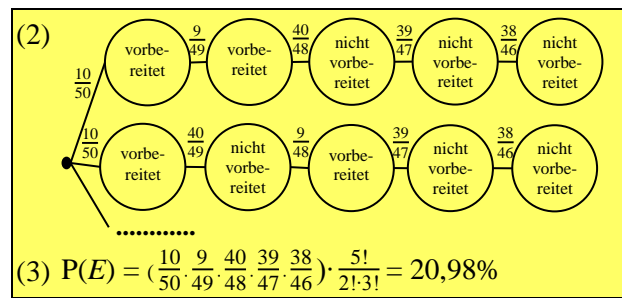 (2)
10/50 vorbe-reitet 9/49 vorbe-reitet 40/48 nicht vorbe-reitet 39/47 nicht vorbe-reitet 38/46 nicht vorbe-reitet
10/50 vorbe-reitet 40/49 nicht vorbe-reitet 9/48 vorbe-reitet 39/47 nicht vorbe-reitet 38/46 nicht vorbe-reitet
............
(3) P(E) = (10/50 · 9/49 · 40/48 · 39/47 · 38/46) · 5!/2!·3! = 20,98%